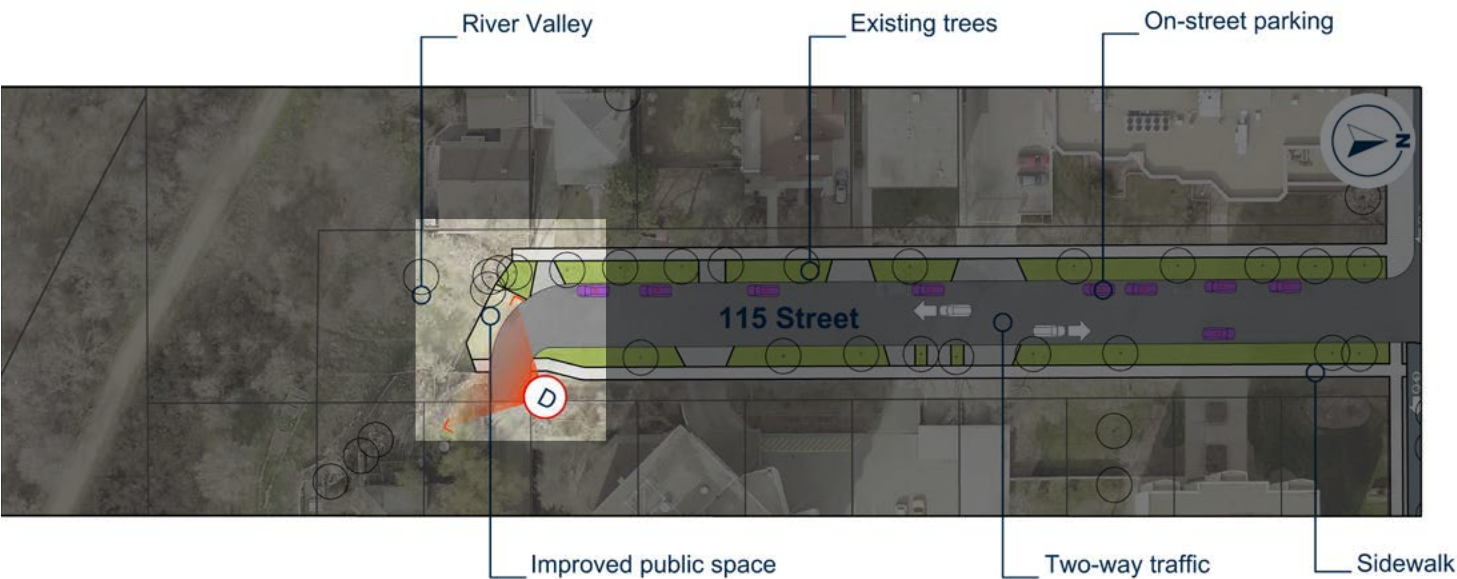 River Valley
Existing trees
On-street parking
N
115 Street
D
Improved public space
Two-way traffic
Sidewalk